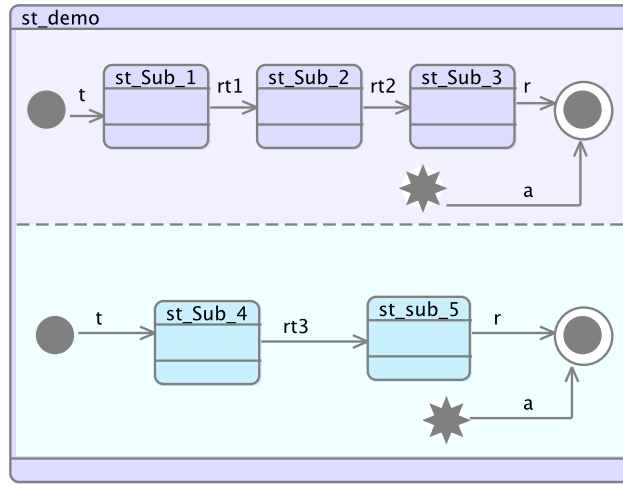 st_demo
t
st_Sub_1
rt1
st_Sub_2
rt2
st_Sub_3
r
a
t
st_Sub_4
rt3
st_sub_5
r
a